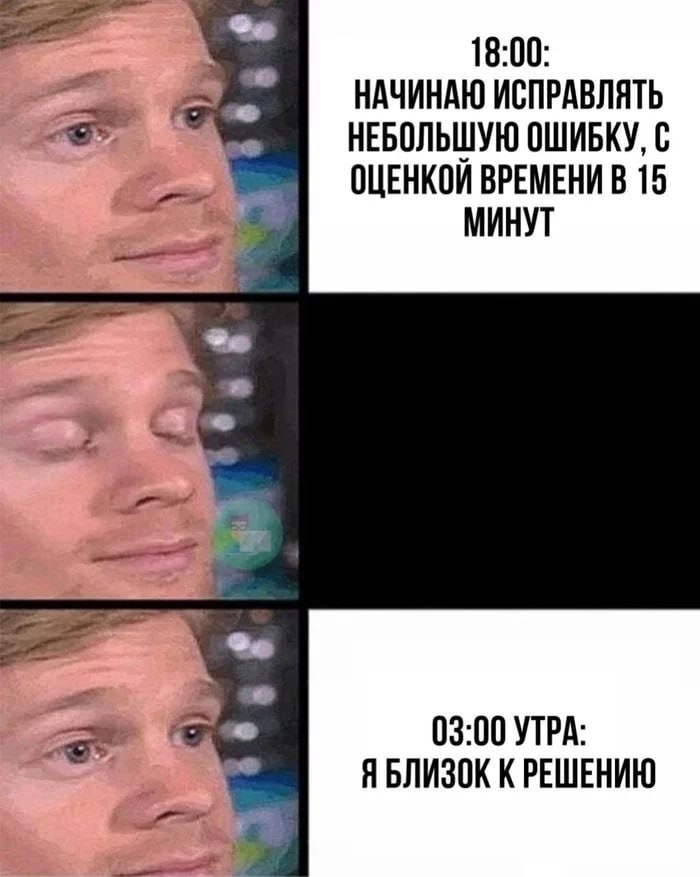 18:00:
НАЧИНАЮ ИСПРАВЛЯТЬ
НЕБОЛЬШУЮ ОШИБКУ, С
ОЦЕНКОЙ ВРЕМЕНИ В 15
МИНУТ
03:00 УТРА:
Я БЛИЗОК К РЕШЕНИЮ